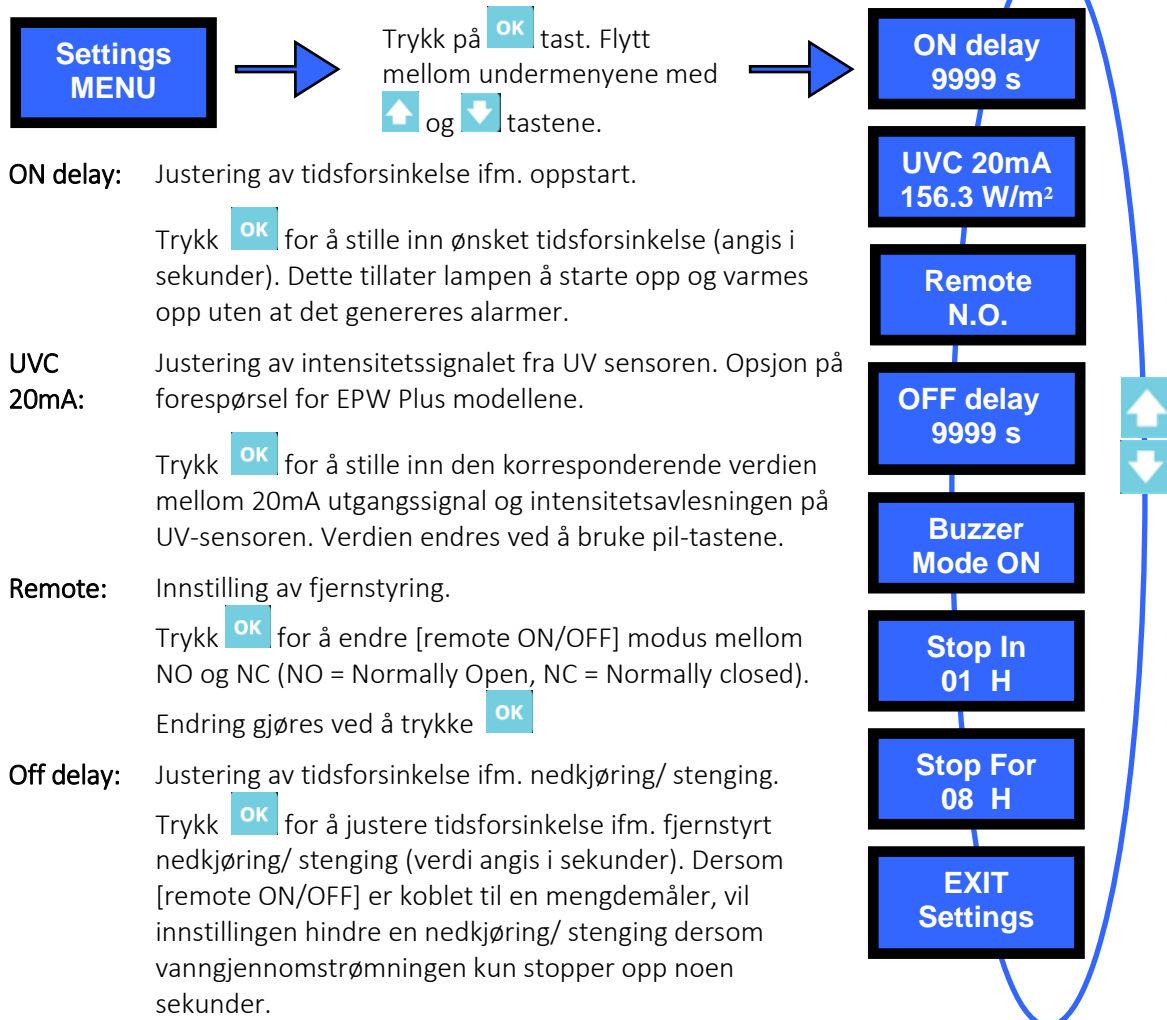 Settings
MENU
Trykk på OK tast. Flytt
mellom undermenyene med
og tastene.
ON delay: Justering av tidsforsinkelse ifm. oppstart.
Trykk OK for å stille inn ønsket tidsforsinkelse (angis i
sekunder). Dette tillater lampen å starte opp og varmes
opp uten at det genereres alarmer.
UVC Justering av intensitetssignalet fra UV sensoren. Opsjon på
20mA: forespørsel for EPW Plus modellene.
Trykk OK for å stille inn den korresponderende verdien
mellom 20mA utgangssignal og intensitetsavlesningen på
UV-sensoren. Verdien endres ved å bruke pil-tastene.
Remote: Innstilling av fjernstyring.
Trykk OK for å endre [remote ON/OFF] modus mellom
NO og NC (NO = Normally Open, NC = Normally closed).
Endring gjøres ved å trykke OK
Off delay: Justering av tidsforsinkelse ifm. nedkjøring/ stenging.
Trykk OK for å justere tidsforsinkelse ifm. fjernstyrt
nedkjøring/ stenging (verdi angis i sekunder). Dersom
[remote ON/OFF] er koblet til en mengdemåler, vil
innstillingen hindre en nedkjøring/ stenging dersom
vanngjennomstrømningen kun stopper opp noen
sekunder.
ON delay
9999 s
UVC 20mA
156.3 W/m²
Remote
N.O.
OFF delay
9999 s
Buzzer
Mode ON
Stop In
01 H
Stop For
08 H
EXIT
Settings